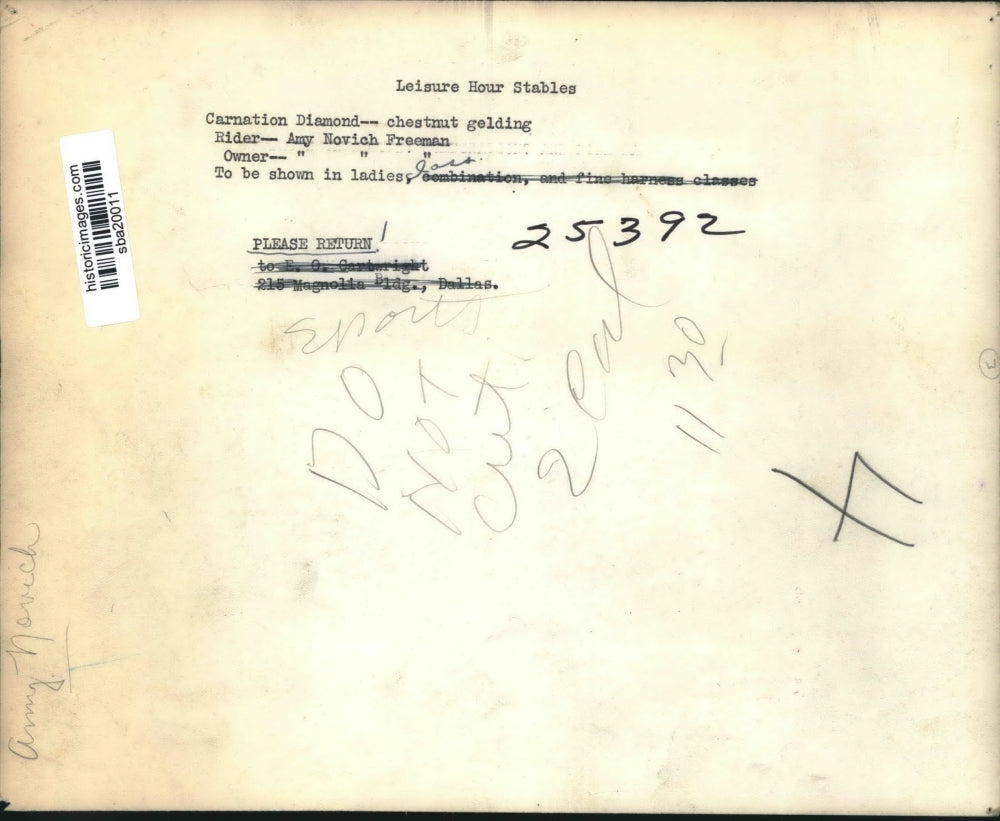 Leisure Hour Stables
Carnation Diamond-- chestnut gelding
Rider-- Amy Novich Freeman
Owner-- " " "
To be shown in ladies, combination, and fine harness classes
25392
PLEASE RETURN!
to E. O. Cartwright
215 Magnolia Bldg., Dallas.
historicimages.com
sba20011
Sports
DO
NOT
Cut
2 Col
11 30
Amy Novich